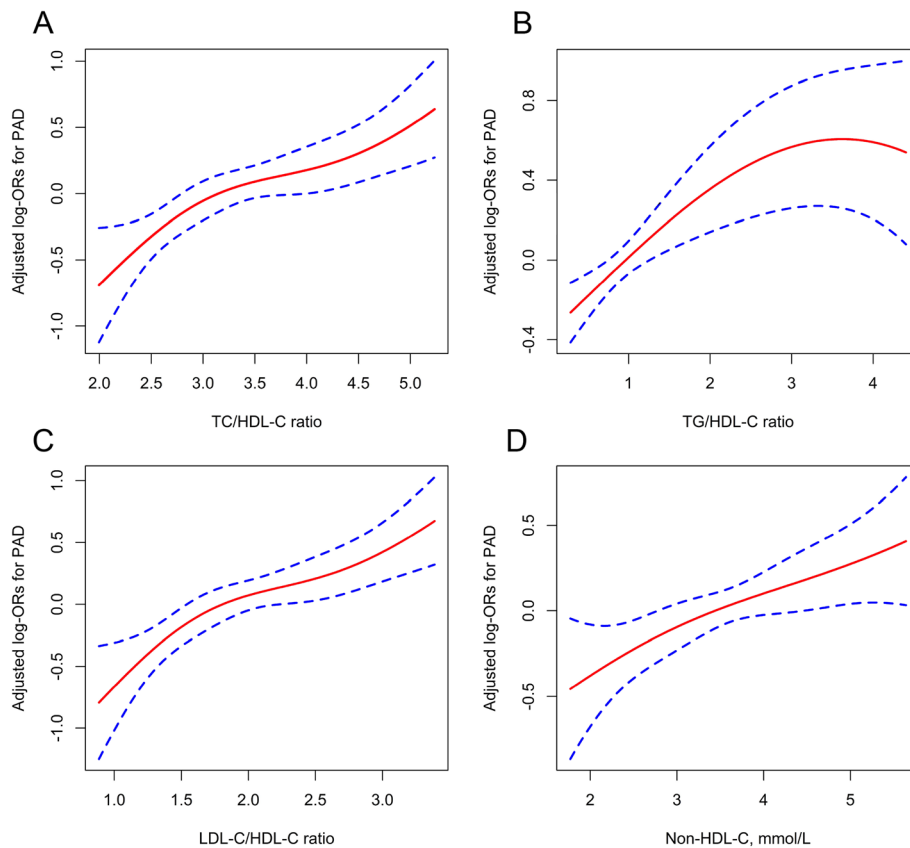 A
Adjusted log-ORs for PAD
1.0
0.5
0.0
-0.5
-1.0
2.0 2.5 3.0 3.5 4.0 4.5 5.0
TC/HDL-C ratio
B
Adjusted log-ORs for PAD
0.8
0.4
0.0
-0.4
1 2 3 4
TG/HDL-C ratio
C
Adjusted log-ORs for PAD
1.0
0.5
0.0
-0.5
-1.0
1.0 1.5 2.0 2.5 3.0
LDL-C/HDL-C ratio
D
Adjusted log-ORs for PAD
0.5
0.0
-0.5
2 3 4 5
Non-HDL-C, mmol/L